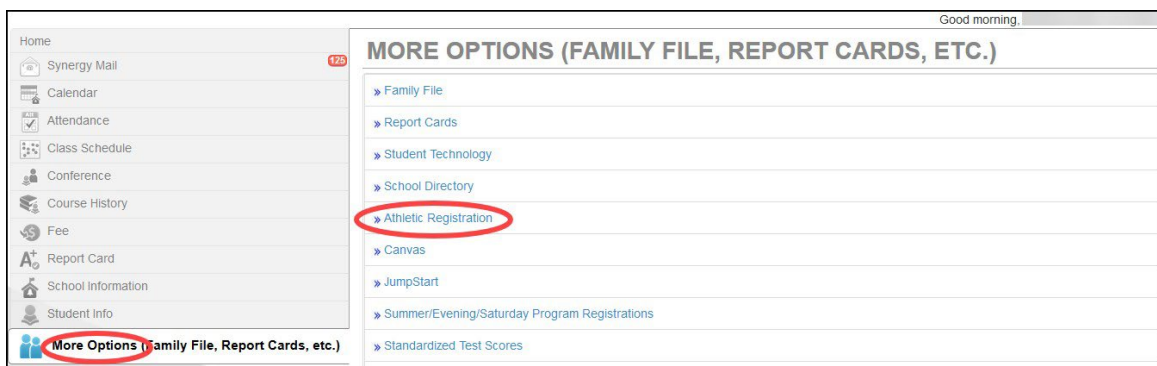 Good morning,
Home
Synergy Mail
125
Calendar
Attendance
Class Schedule
Conference
Course History
Fee
Report Card
School Information
Student Info
More Options (Family File, Report Cards, etc.)
MORE OPTIONS (FAMILY FILE, REPORT CARDS, ETC.)
» Family File
» Report Cards
» Student Technology
» School Directory
» Athletic Registration
» Canvas
» JumpStart
» Summer/Evening/Saturday Program Registrations
» Standardized Test Scores